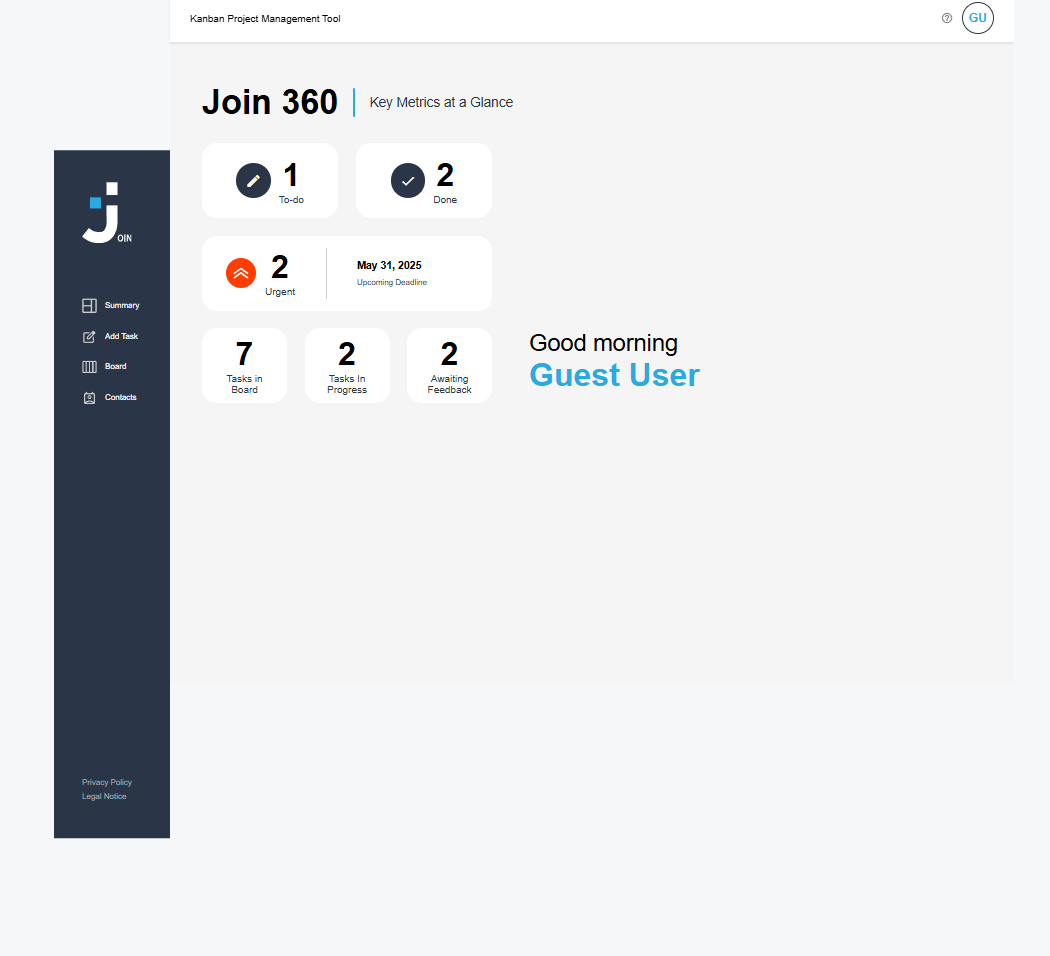 Kanban Project Management Tool
GU
Join 360
Key Metrics at a Glance
1
To-do
2
Done
OIN
2
Urgent
May 31, 2025
Upcoming Deadline
Summary
Add Task
Board
Contacts
7
Tasks in
Board
2
Tasks In
Progress
2
Awaiting
Feedback
Good morning
Guest User
Privacy Policy
Legal Notice